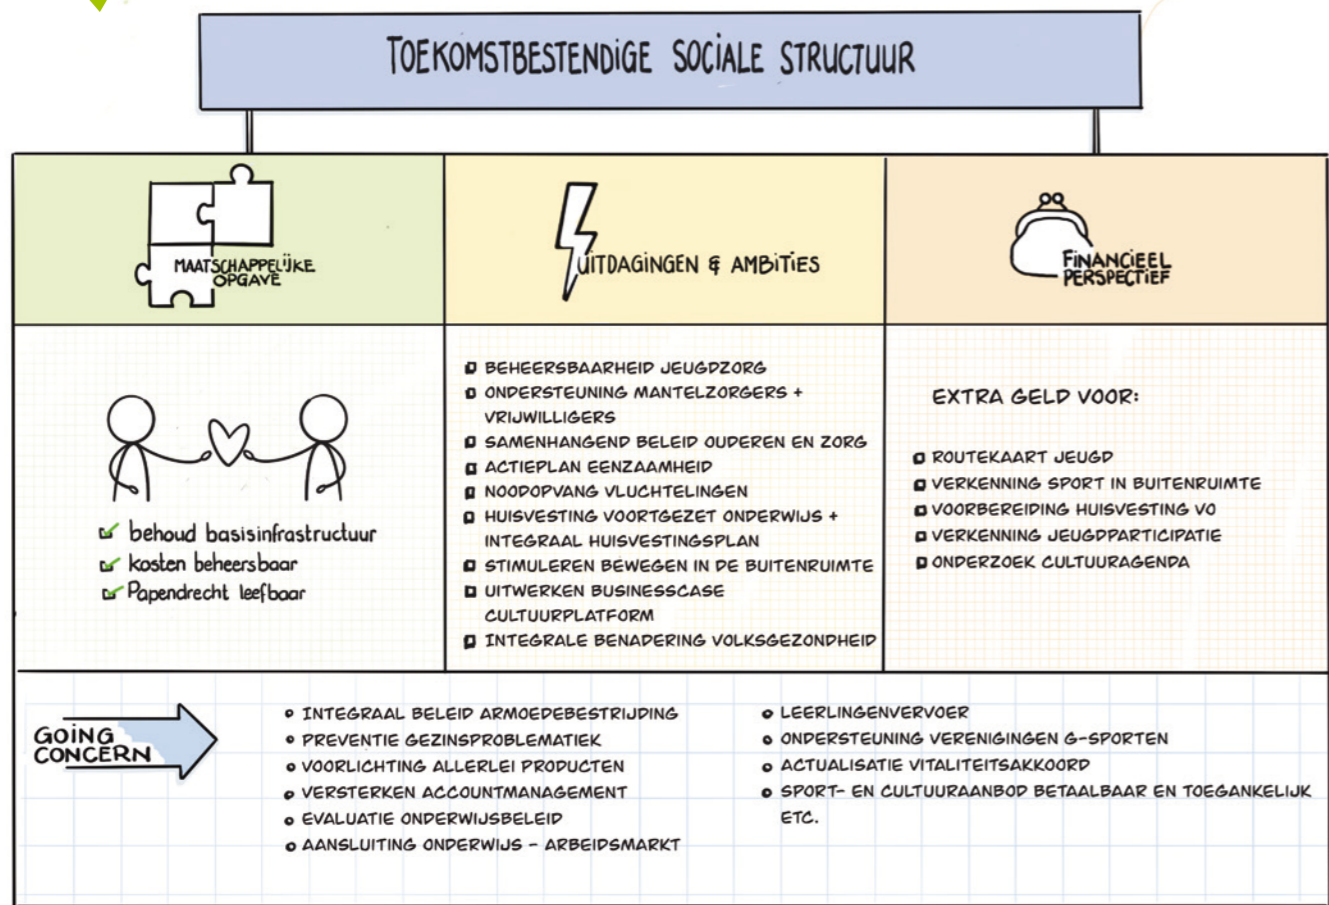 TOEKOMSTBESTENDIGE SOCIALE STRUCTUUR
MAATSCHAPPELIJKE
OPGAVE
UITDAGINGEN & AMBITIES
FINANCIEEL
PERSPECTIEF
behoud basisinfrastructuur
kosten beheersbaar
Papendrecht leefbaar
BEHEERSBAARHEID JEUGDZORG
ONDERSTEUNING MANTELZORGERS +
VRIJWILLIGERS
SAMENHANGEND BELEID OUDEREN EN ZORG
ACTIEPLAN EENZAAMHEID
NOODOPVANG VLUCHTELINGEN
HUISVESTING VOORTGEZET ONDERWIJS +
INTEGRAAL HUISVESTINGSPLAN
STIMULEREN BEWEGEN IN DE BUITENRUIMTE
UITWERKEN BUSINESSCASE
CULTUURPLATFORM
INTEGRALE BENADERING VOLKSGEZONDHEID
EXTRA GELD VOOR:
ROUTEKAART JEUGD
VERKENNING SPORT IN BUITENRUIMTE
VOORBEREIDING HUISVESTING VO
VERKENNING JEUGDPARTICIPATIE
ONDERZOEK CULTUURAGENDA
GOING
CONCERN
INTEGRAAL BELEID ARMOEDEBESTRIJDING
PREVENTIE GEZINSPROBLEMATIEK
VOORLICHTING ALLERLEI PRODUCTEN
VERSTERKEN ACCOUNTMANAGEMENT
EVALUATIE ONDERWIJSBELEID
AANSLUITING ONDERWIJS - ARBEIDSMARKT
LEERLINGENVERVOER
ONDERSTEUNING VERENIGINGEN G-SPORTEN
ACTUALISATIE VITALITEITSAKKOORD
SPORT- EN CULTUURAANBOD BETAALBAAR EN TOEGANKELIJK
ETC.